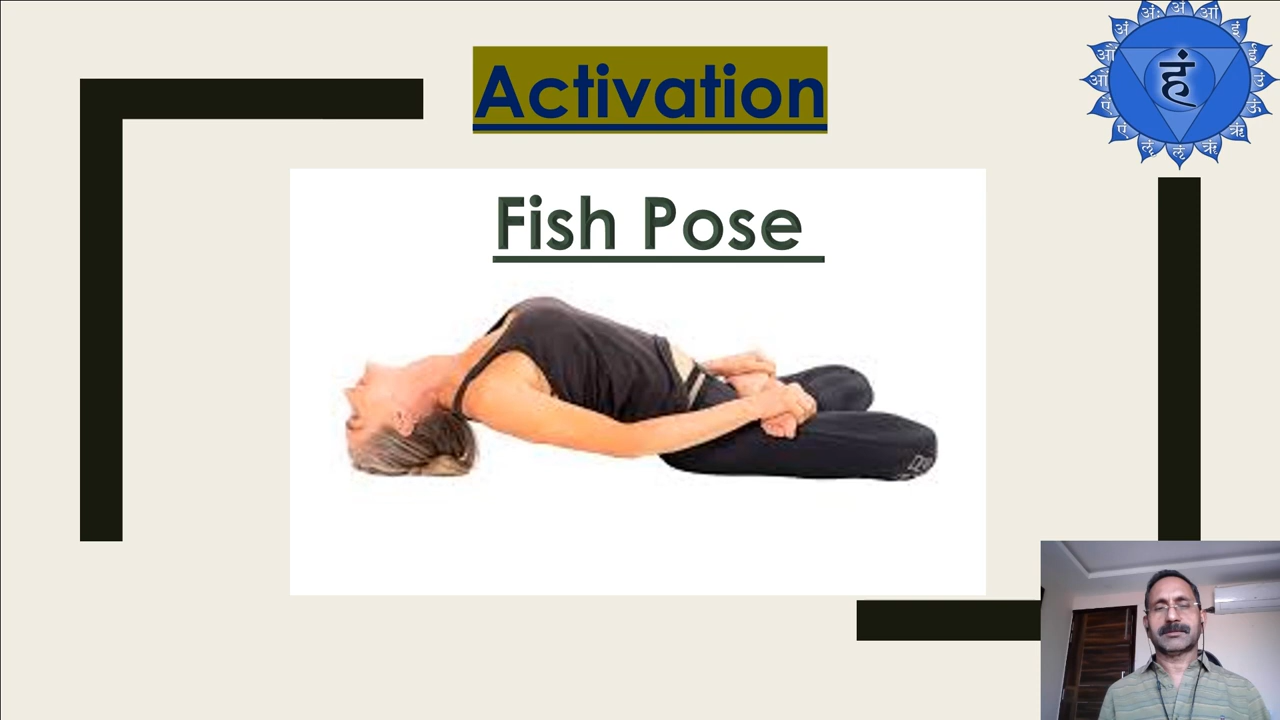 Activation
Fish Pose
अं अः अं आं इं ईं उं ऊं ऋं ॠं ऌं ॡं एं ऐं ओं औं
हं